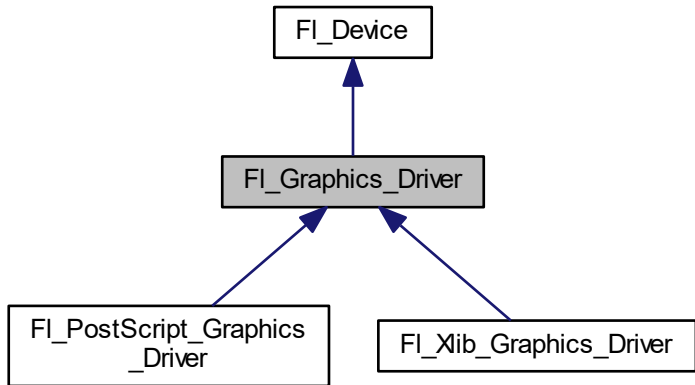 Fl_Device
Fl_Graphics_Driver
Fl_PostScript_Graphics
_Driver
Fl_Xlib_Graphics_Driver